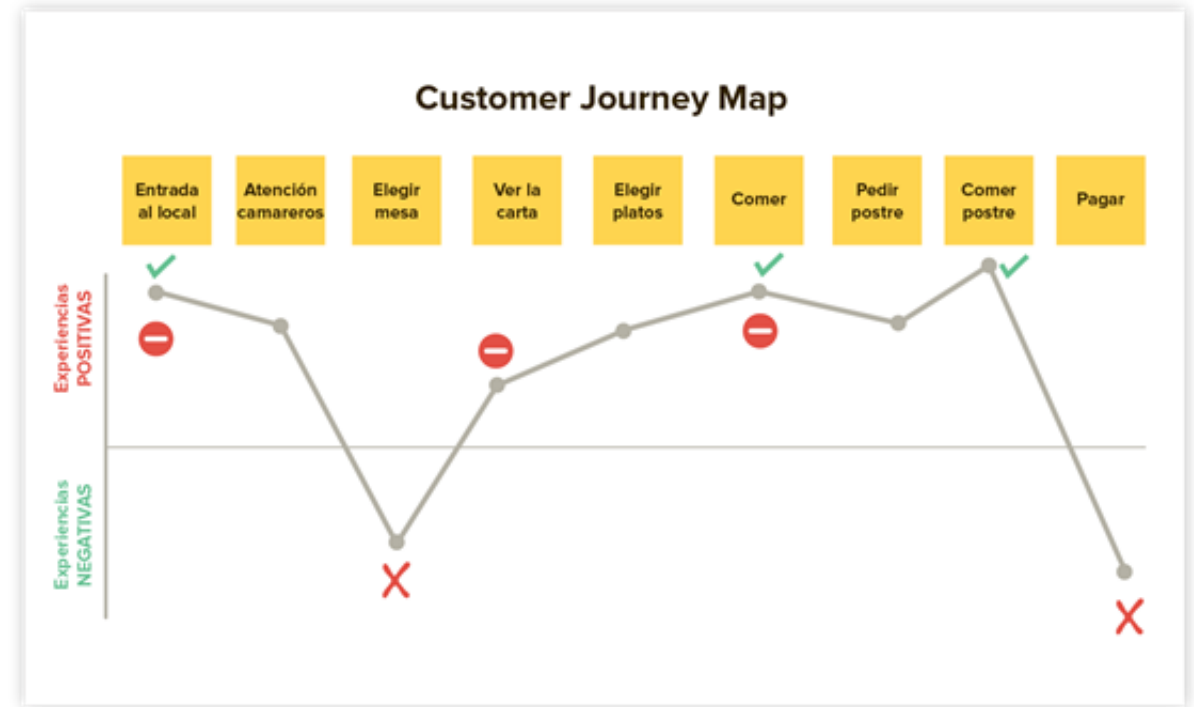 Customer Journey Map
Entrada
al local
Atención
camareros
Elegir
mesa
Ver la
carta
Elegir
platos
Comer
Pedir
postre
Comer
postre
Pagar
Experiencias
POSITIVAS
Experiencias
NEGATIVAS